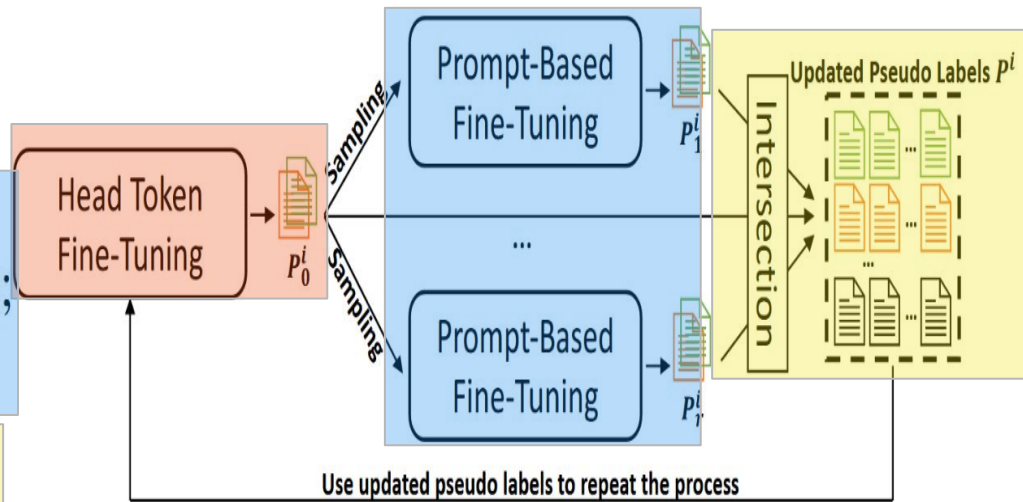 Head Token
Fine-Tuning
;
P_0^i
Sampling
Sampling
Prompt-Based
Fine-Tuning
P_1^i
...
Prompt-Based
Fine-Tuning
P_r^i
Intersection
Updated Pseudo Labels P^i
...
...
...
...
Use updated pseudo labels to repeat the process